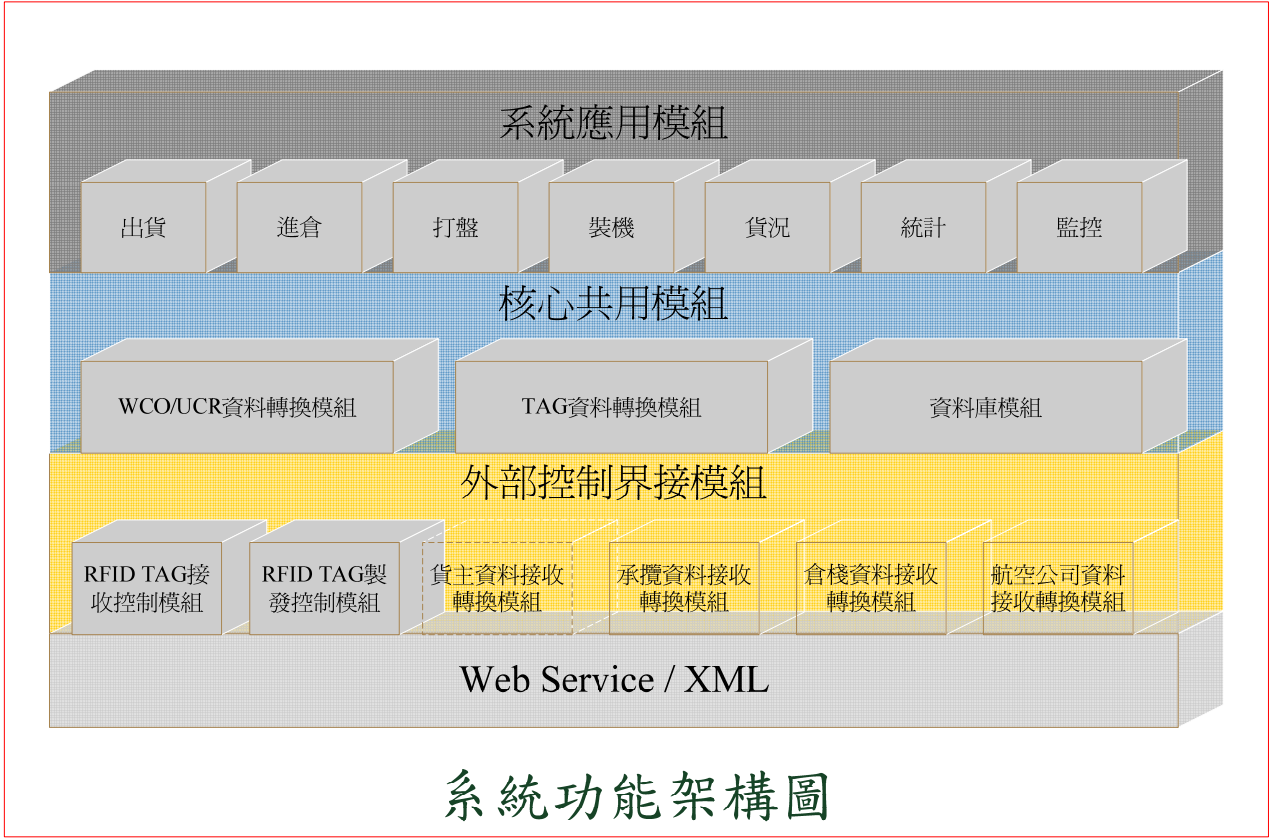 系統應用模組
出貨
進倉
打盤
裝機
貨況
統計
監控
核心共用模組
WCO/UCR資料轉換模組
TAG資料轉換模組
資料庫模組
外部控制界接模組
RFID TAG接
收控制模組
RFID TAG製
發控制模組
貨主資料接收
轉換模組
承攬資料接收
轉換模組
倉棧資料接收
轉換模組
航空公司資料
接收轉換模組
Web Service / XML
系統功能架構圖